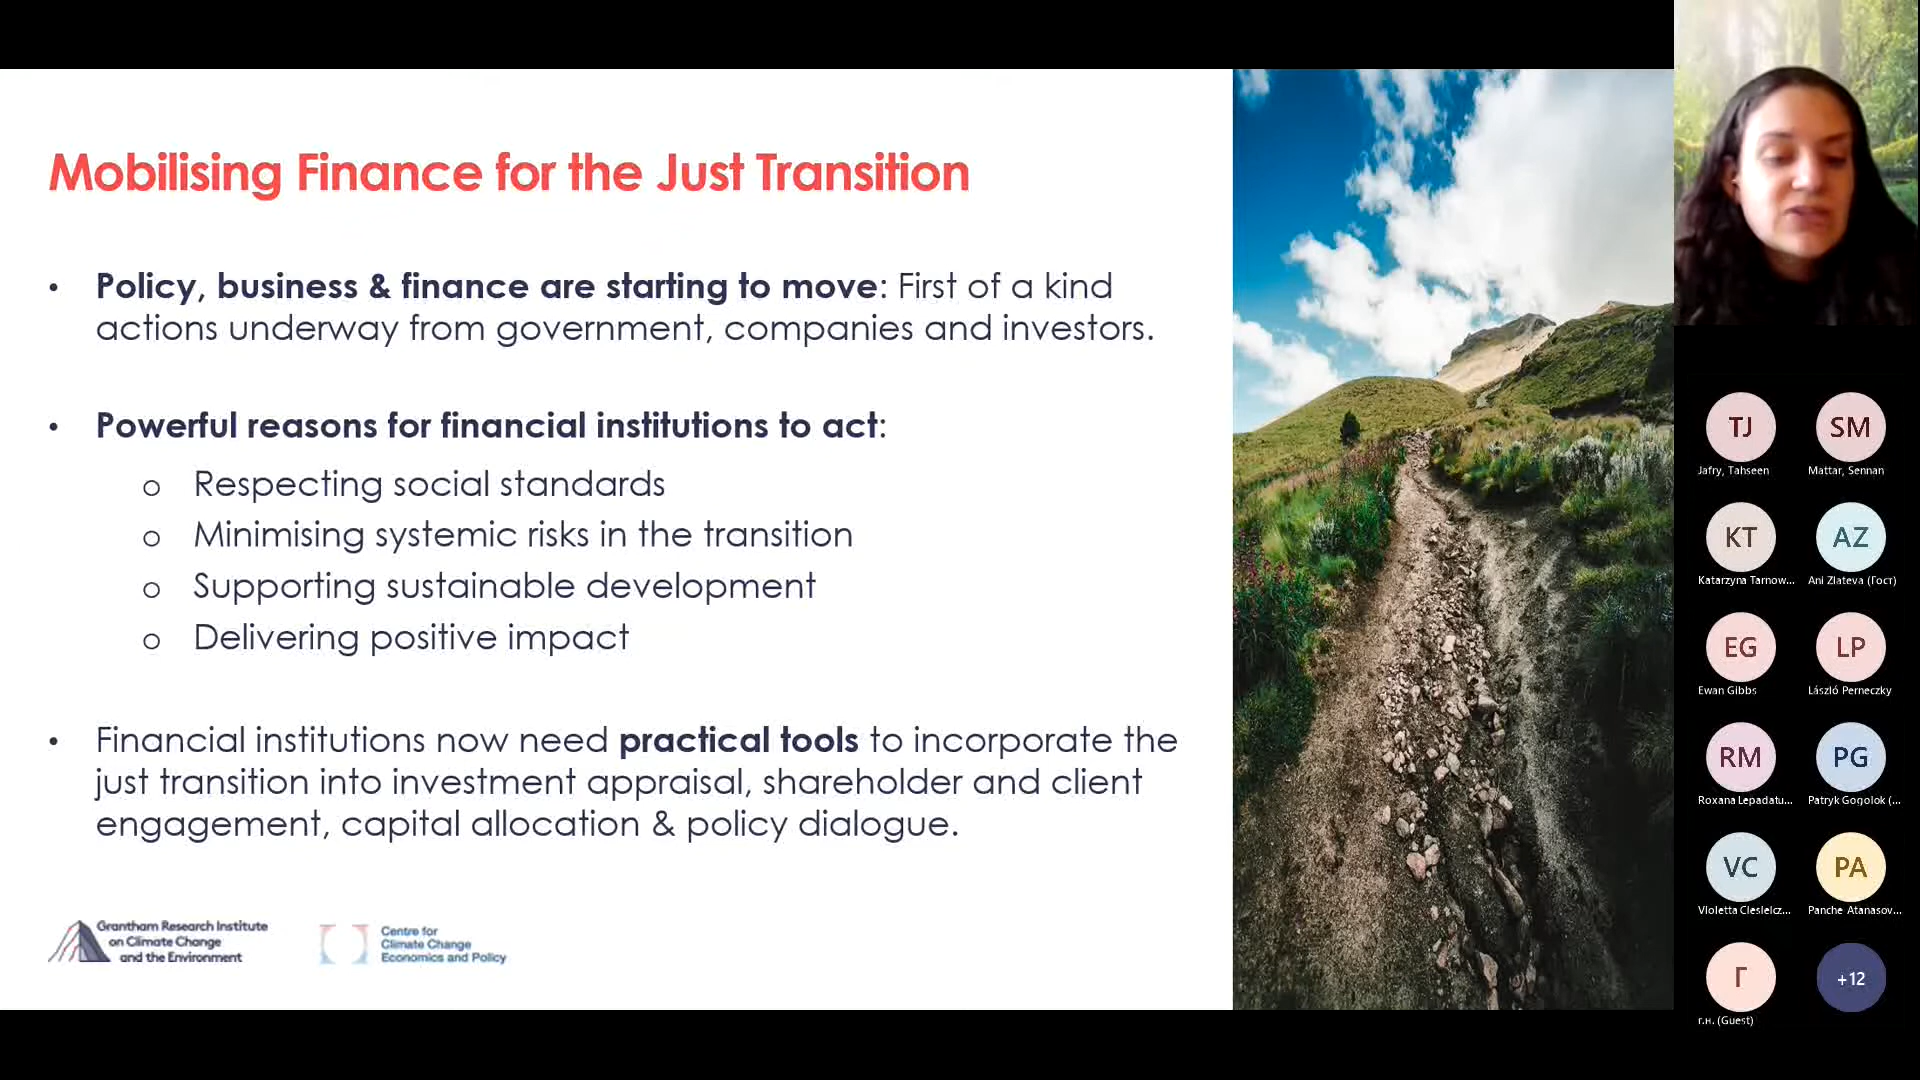 Mobilising Finance for the Just Transition
• Policy, business & finance are starting to move: First of a kind
actions underway from government, companies and investors.
• Powerful reasons for financial institutions to act:
o Respecting social standards
o Minimising systemic risks in the transition
o Supporting sustainable development
o Delivering positive impact
• Financial institutions now need practical tools to incorporate the
just transition into investment appraisal, shareholder and client
engagement, capital allocation & policy dialogue.
Grantham Research Institute
on Climate Change
and the Environment
Centre for
Climate Change
Economics and Policy
TJ
Jafry, Tahseen
SM
Mattar, Sennan
KT
Katarzyna Tarnow...
AZ
Ani Zlateva (Гост)
EG
Ewan Gibbs
LP
László Perneczky
RM
Roxana Lepadatu...
PG
Patryk Gogolok (...
VC
Violetta Ciesielcz...
PA
Panche Atanasov...
Г
г.н. (Guest)
+12